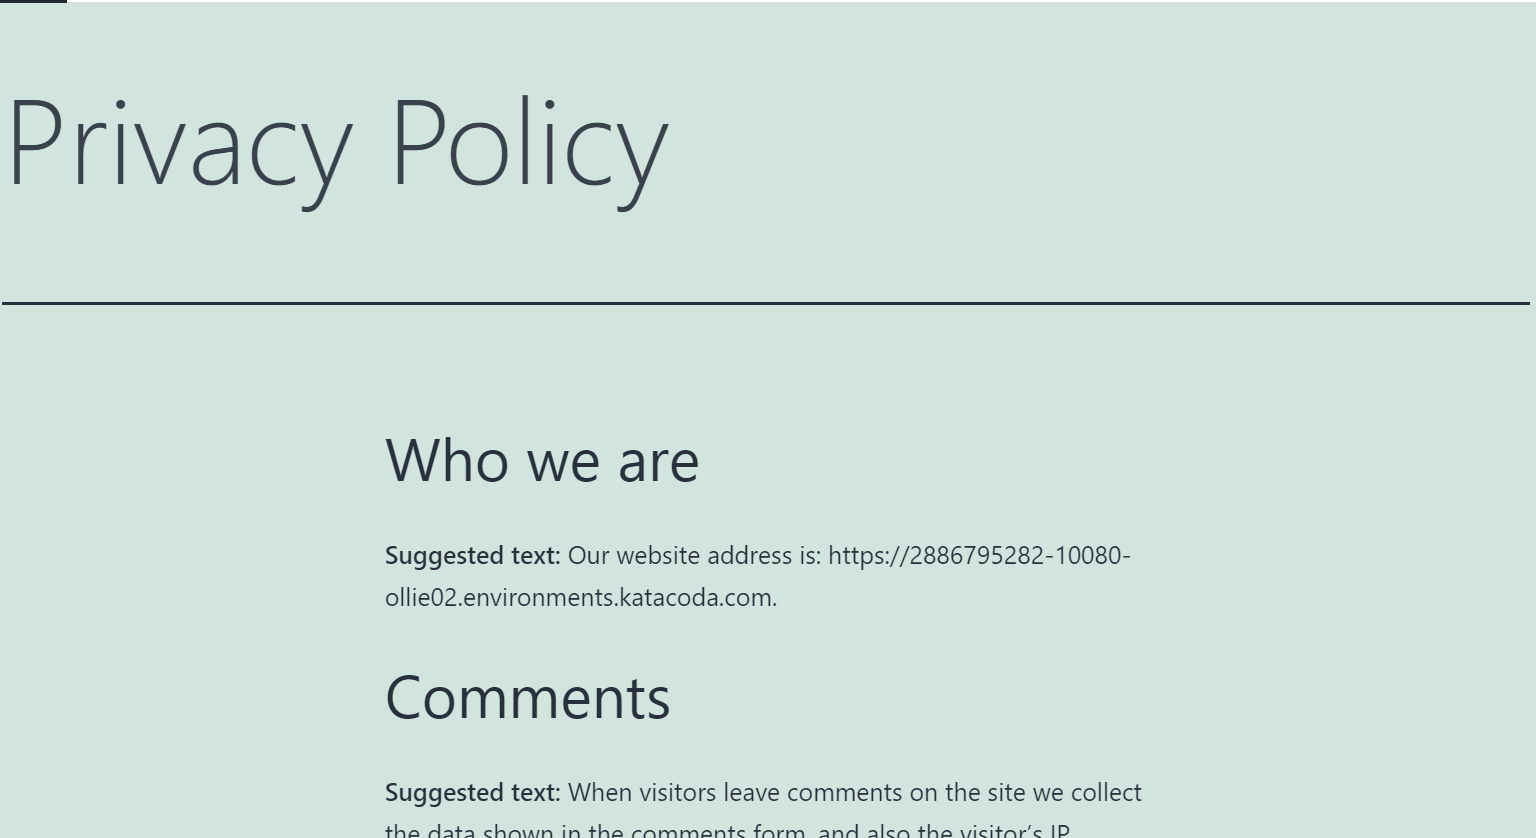 Privacy Policy
Who we are
Suggested text: Our website address is: https://2886795282-10080-
ollie02.environments.katacoda.com.
Comments
Suggested text: When visitors leave comments on the site we collect
the data shown in the comments form, and also the visitor’s IP